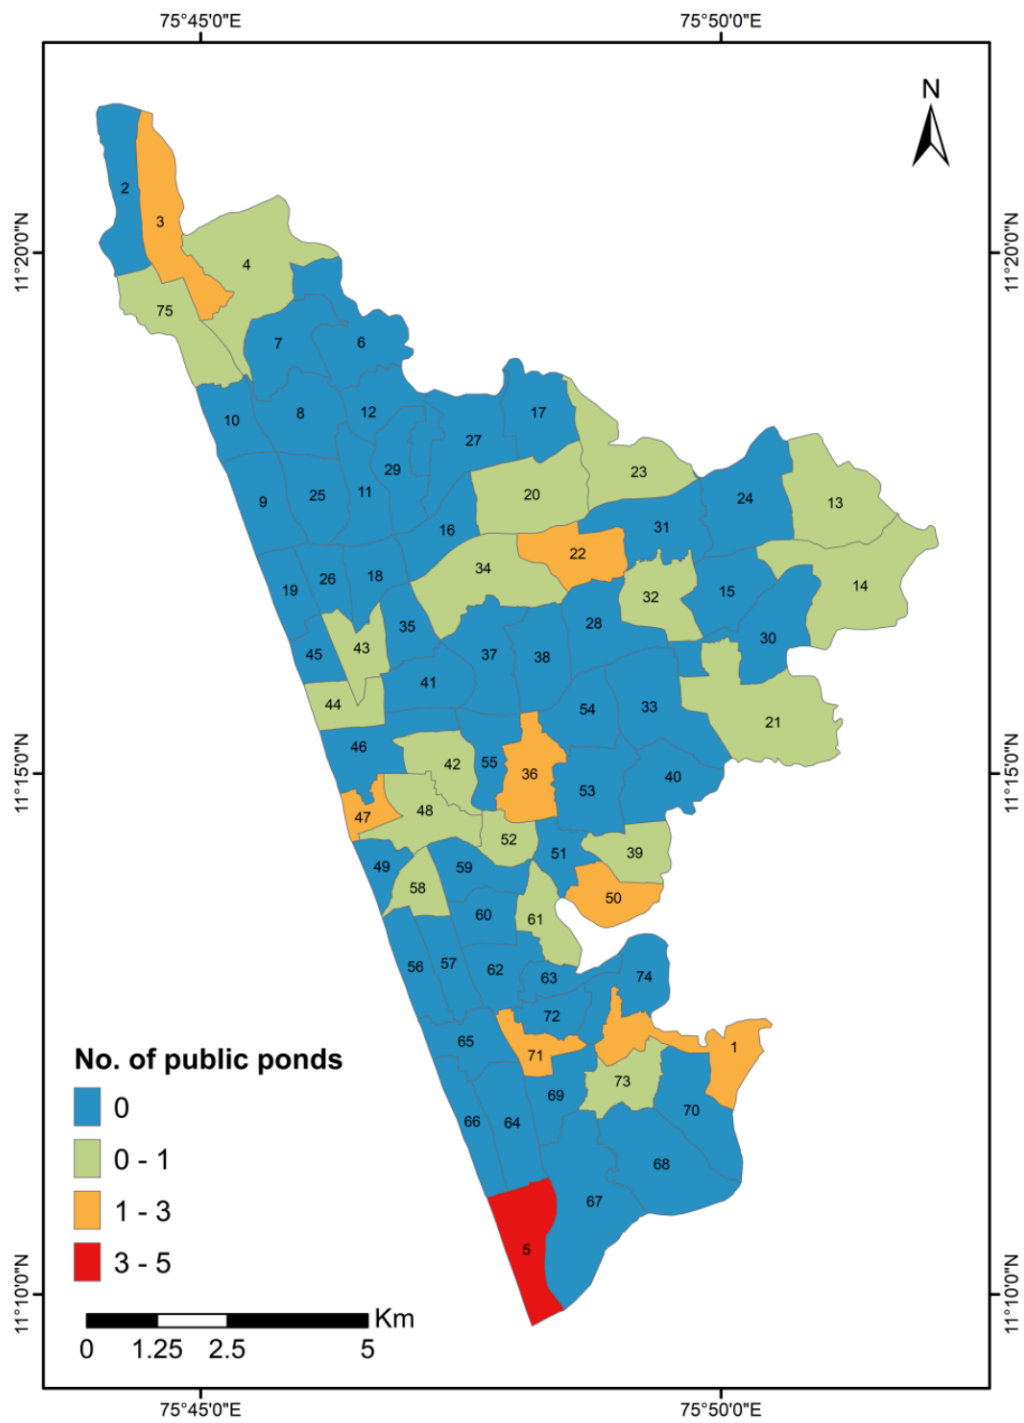 75°45'0"E 75°50'0"E
N
2
3
11°20'0"N 11°20'0"N
4
75
7 6
10 8 12 17
27
29 23
9 25 11 20 24 13
16 31
22
34
19 26 18 32 15 14
35 28 30
45 43 37 38
41
44 54 33 21
46
42 55 36 40
11°15'0"N 11°15'0"N
53
47 48
52
49 59 51 39
58 50
60 61
56 57 62 63 74
72
65 71 1
No. of public ponds
73
69
0
66 64 70
0 - 1
68
1 - 3
67
5
3 - 5
11°10'0"N 11°10'0"N
Km
0 1.25 2.5 5
75°45'0"E 75°50'0"E